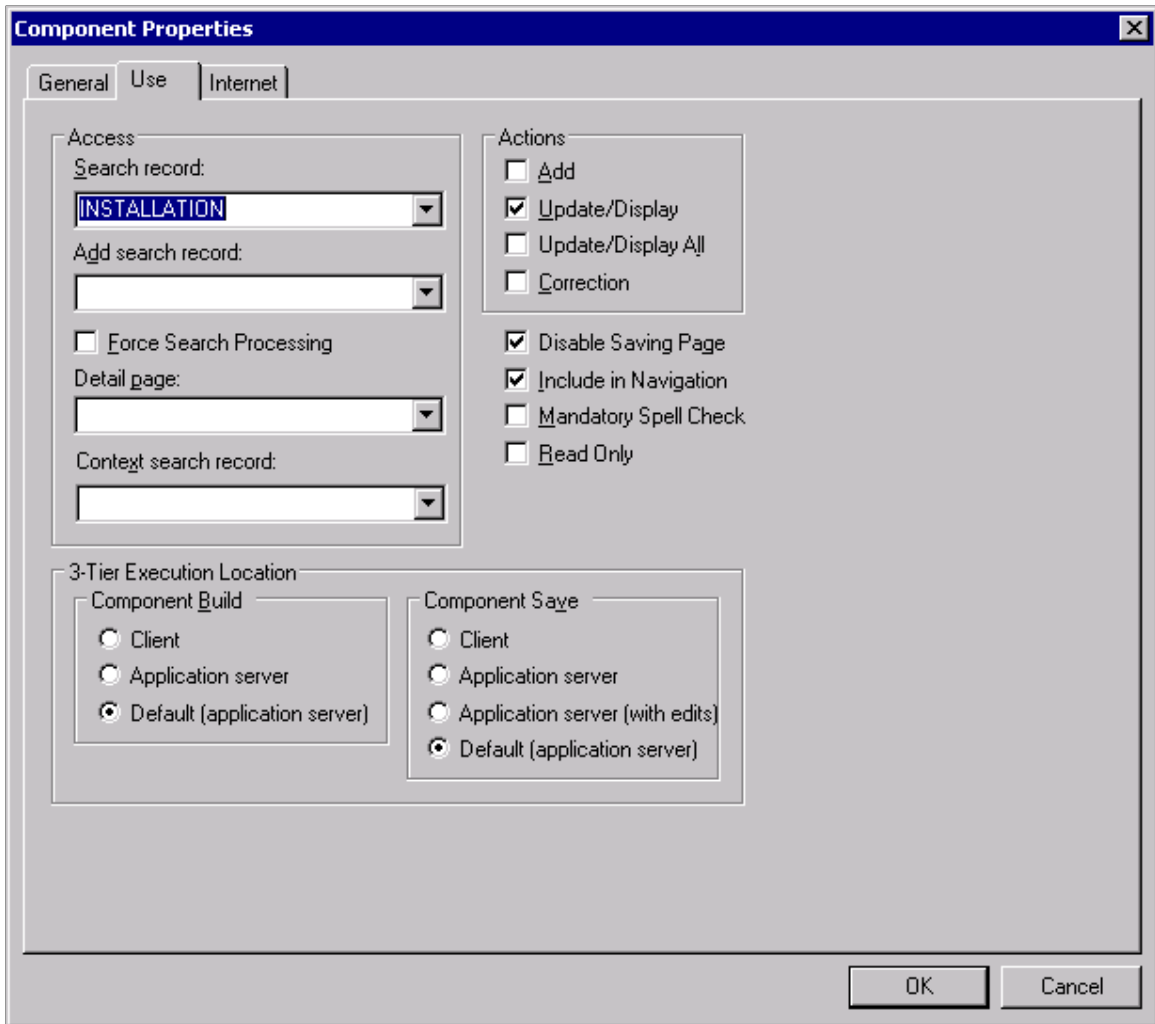 Component Properties
General Use Internet
Access
Search record:
INSTALLATION
Add search record:
Force Search Processing
Detail page:
Context search record:
Actions
Add
Update/Display
Update/Display All
Correction
Disable Saving Page
Include in Navigation
Mandatory Spell Check
Read Only
3-Tier Execution Location
Component Build
Client
Application server
Default (application server)
Component Save
Client
Application server
Application server (with edits)
Default (application server)
OK Cancel